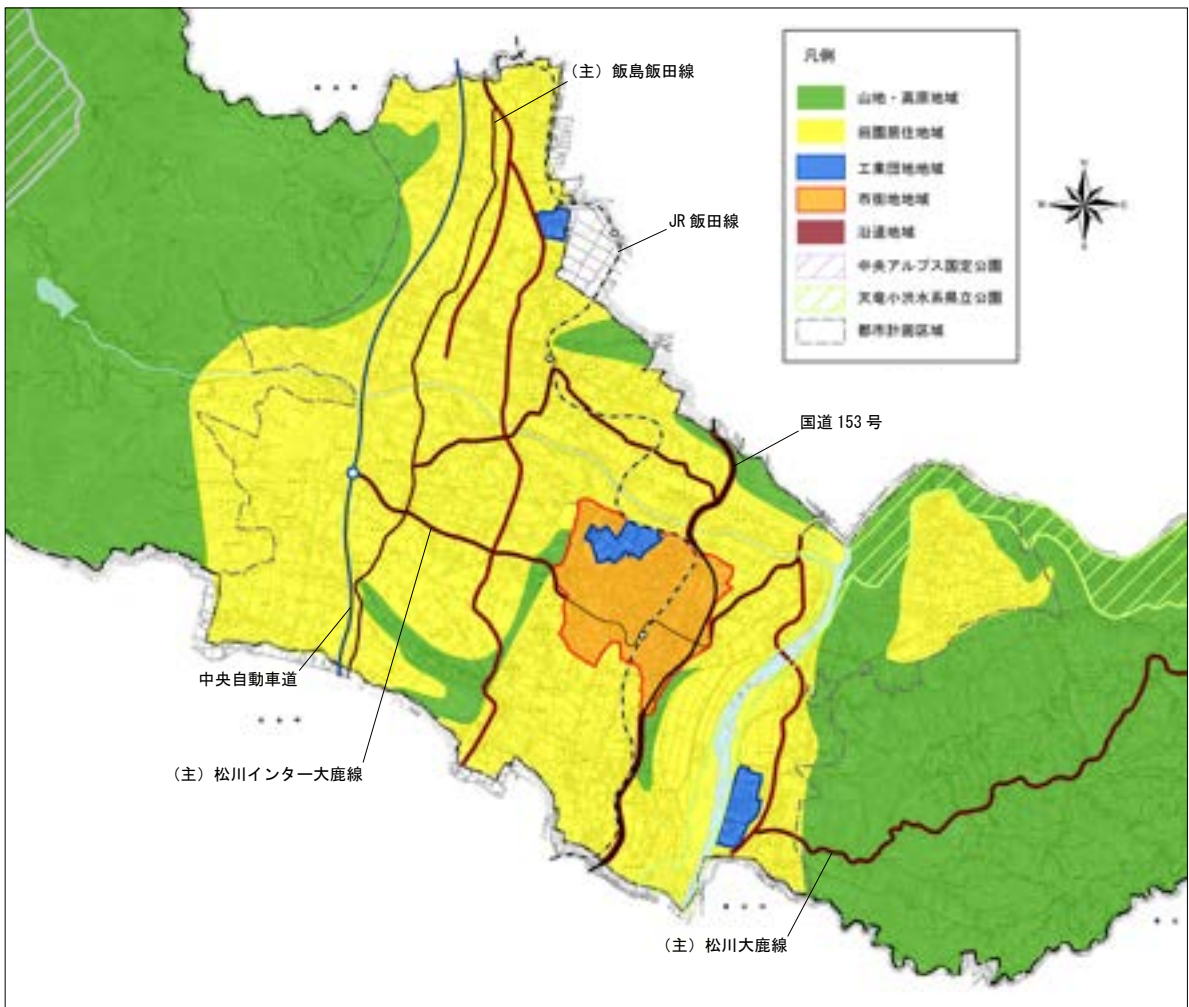 （主）飯島飯田線
凡例
山地・高原地域
田園居住地域
工業団地地域
市街地地域
沿道地域
中央アルプス国定公園
天竜小渋水系県立公園
都市計画区域
N
W
E
S
JR 飯田線
国道 153 号
中央自動車道
（主）松川インター大鹿線
（主）松川大鹿線